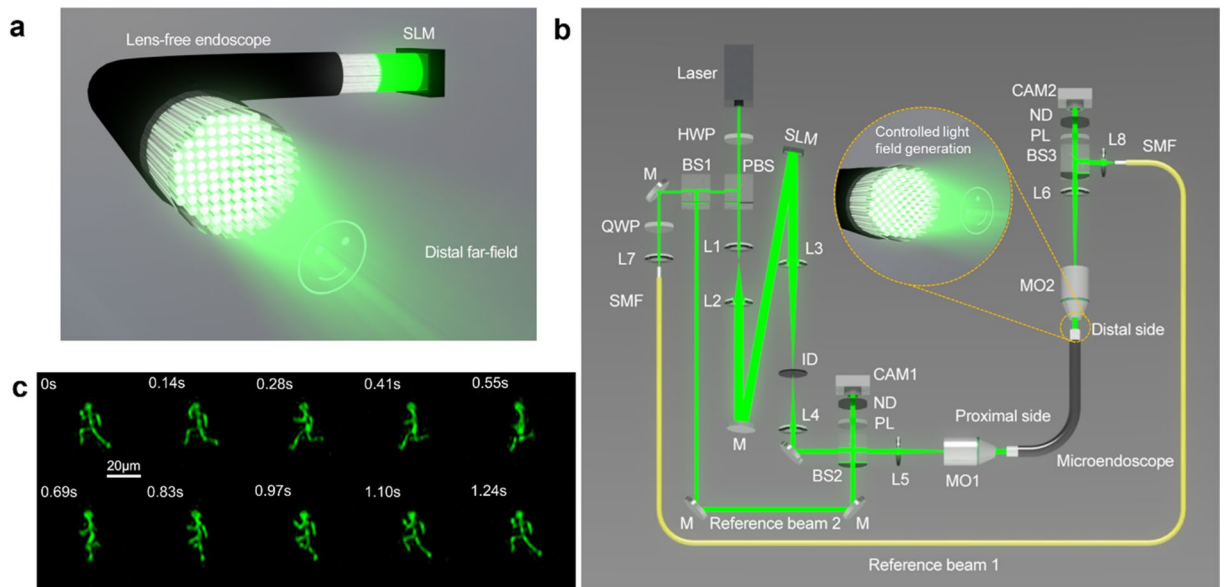 a
Lens-free endoscope
SLM
Distal far-field
b
Laser
HWP
BS1
PBS
M
QWP
L7
SMF
L1
L2
SLM
L3
ID
L4
M
Controlled light
field generation
CAM2
ND
PL
L8
BS3
SMF
L6
MO2
Distal side
CAM1
ND
PL
BS2
L5
MO1
Proximal side
Microendoscope
M
Reference beam 2
M
Reference beam 1
c
0s
0.14s
0.28s
0.41s
0.55s
20µm
0.69s
0.83s
0.97s
1.10s
1.24s